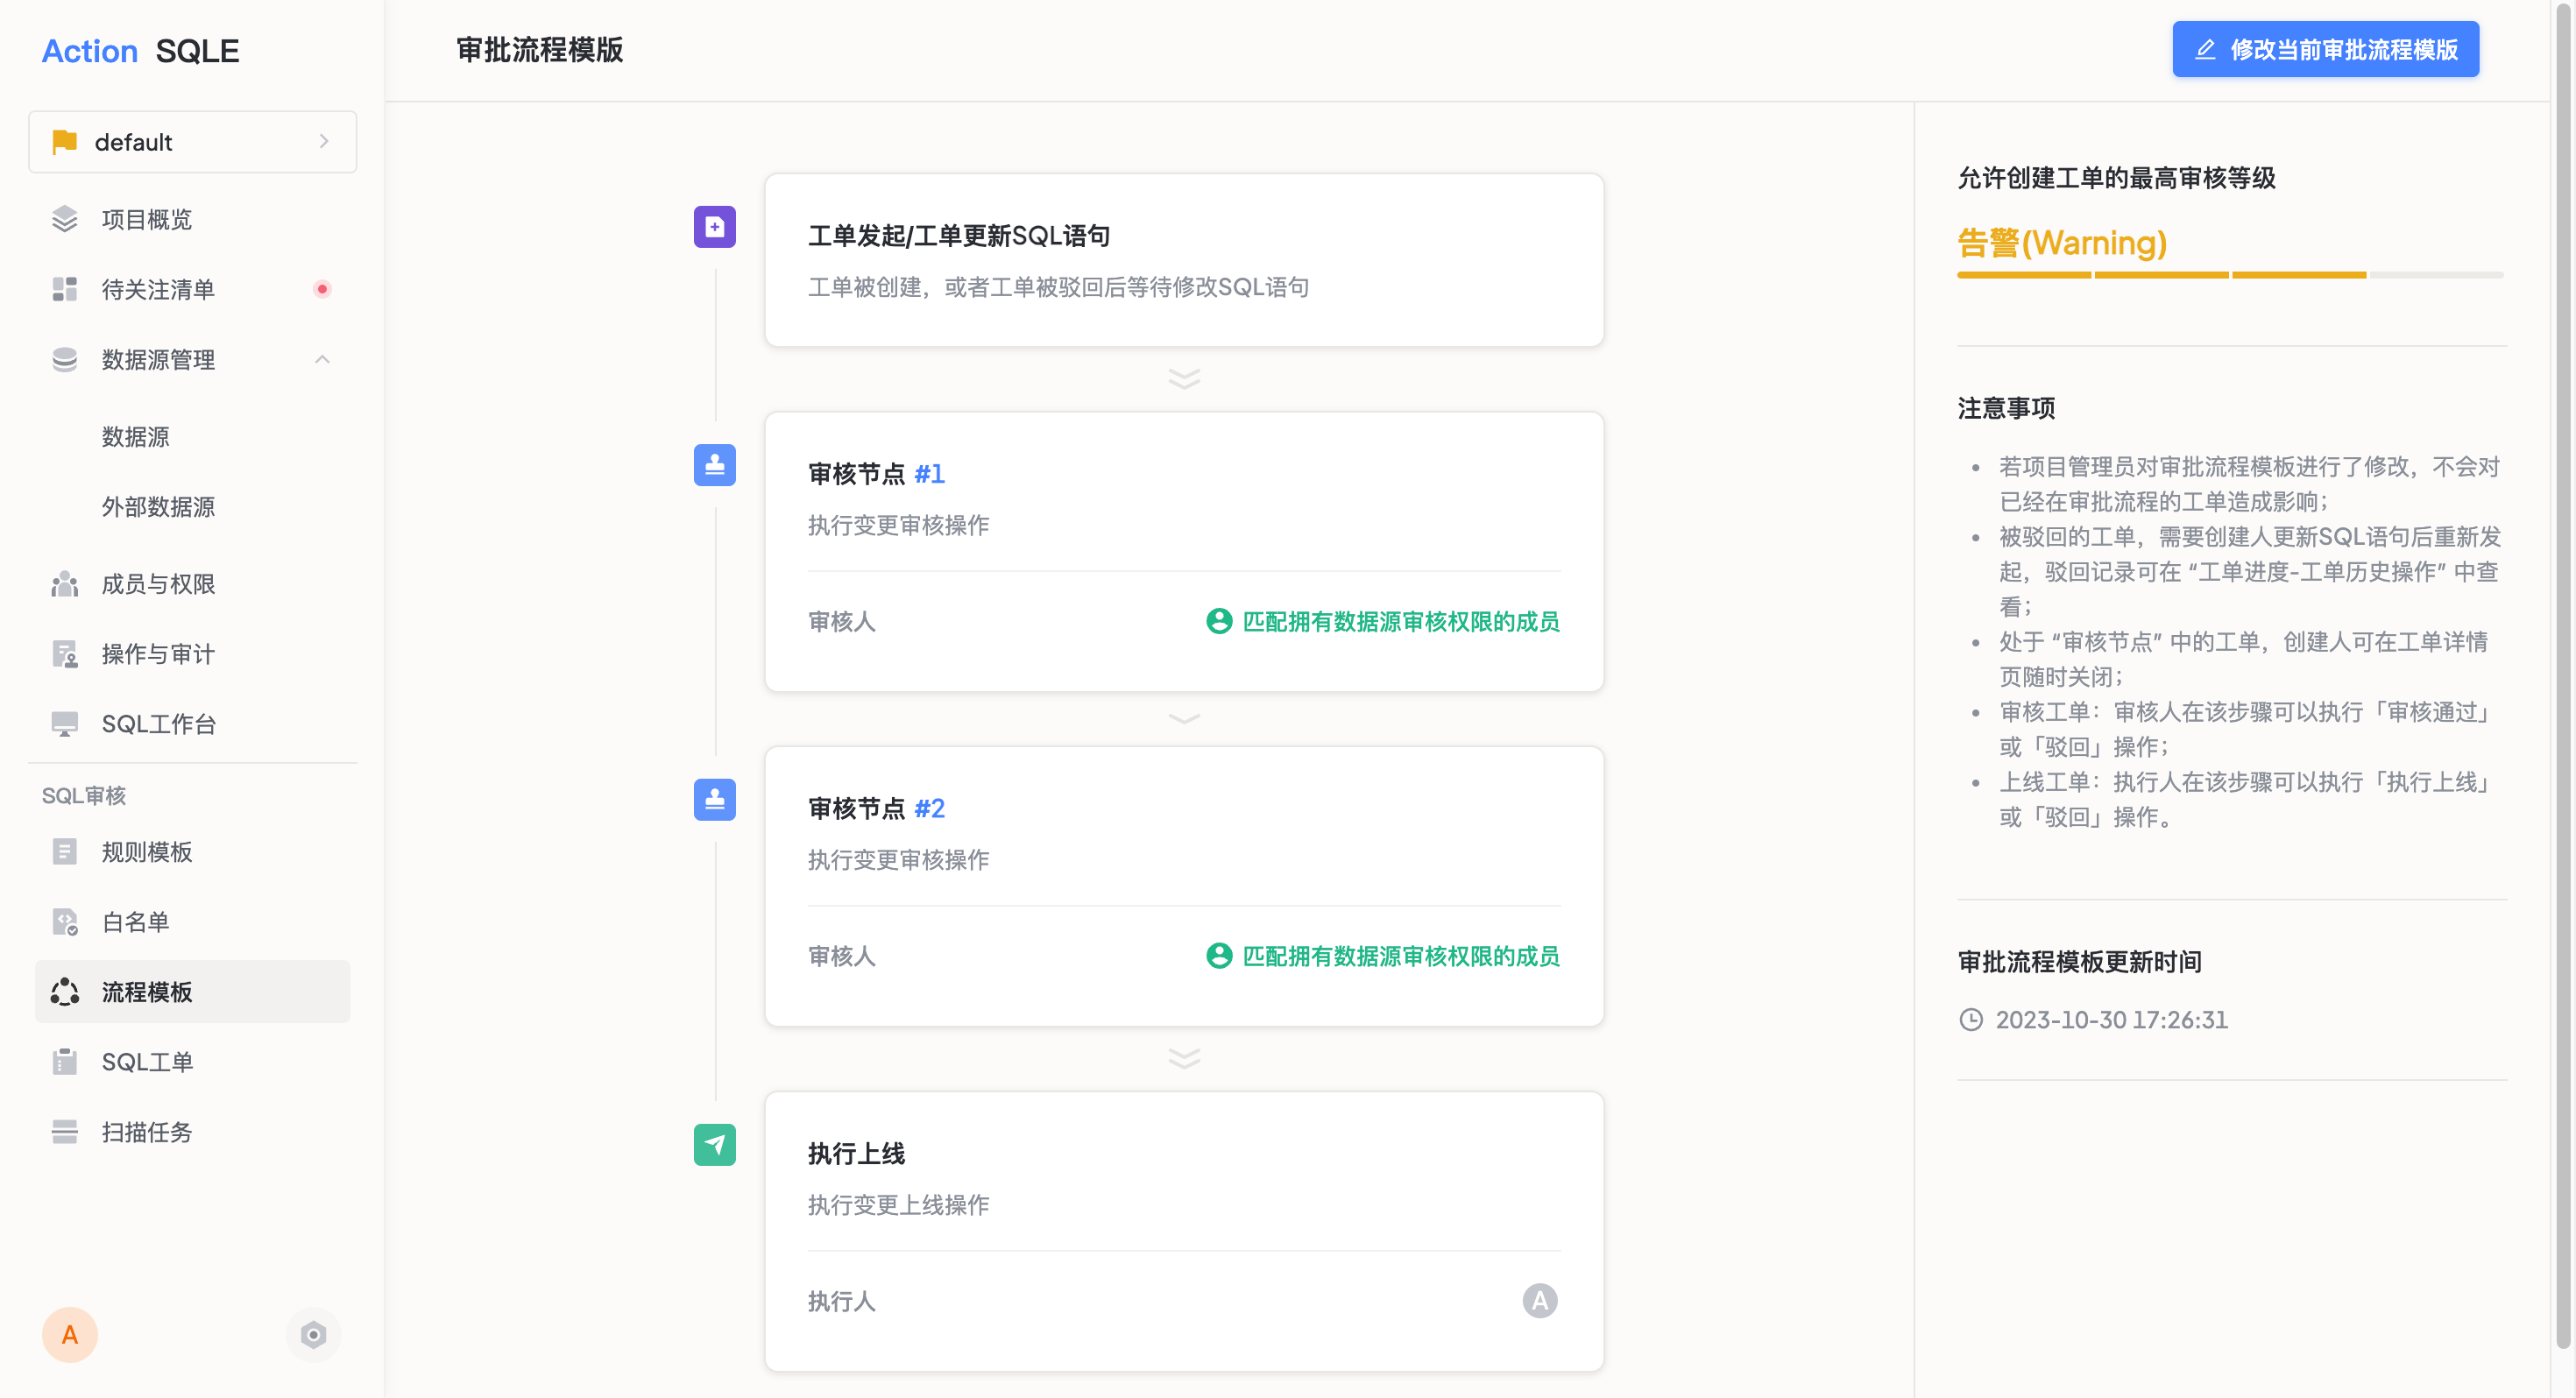 Action SQLE
default
项目概览
待关注清单
数据源管理
数据源
外部数据源
成员与权限
操作与审计
SQL工作台
SQL审核
规则模板
白名单
流程模板
SQL工单
扫描任务
A
审批流程模版
修改当前审批流程模版
工单发起/工单更新SQL语句
工单被创建，或者工单被驳回后等待修改SQL语句
审核节点 #1
执行变更审核操作
审核人
匹配拥有数据源审核权限的成员
审核节点 #2
执行变更审核操作
审核人
匹配拥有数据源审核权限的成员
执行上线
执行变更上线操作
执行人
A
允许创建工单的最高审核等级
告警(Warning)
注意事项
• 若项目管理员对审批流程模板进行了修改，不会对
已经在审批流程的工单造成影响；
• 被驳回的工单，需要创建人更新SQL语句后重新发
起，驳回记录可在 “工单进度-工单历史操作” 中查
看；
• 处于 “审核节点” 中的工单，创建人可在工单详情
页随时关闭；
• 审核工单：审核人在该步骤可以执行「审核通过」
或「驳回」操作；
• 上线工单：执行人在该步骤可以执行「执行上线」
或「驳回」操作。
审批流程模板更新时间
2023-10-30 17:26:31